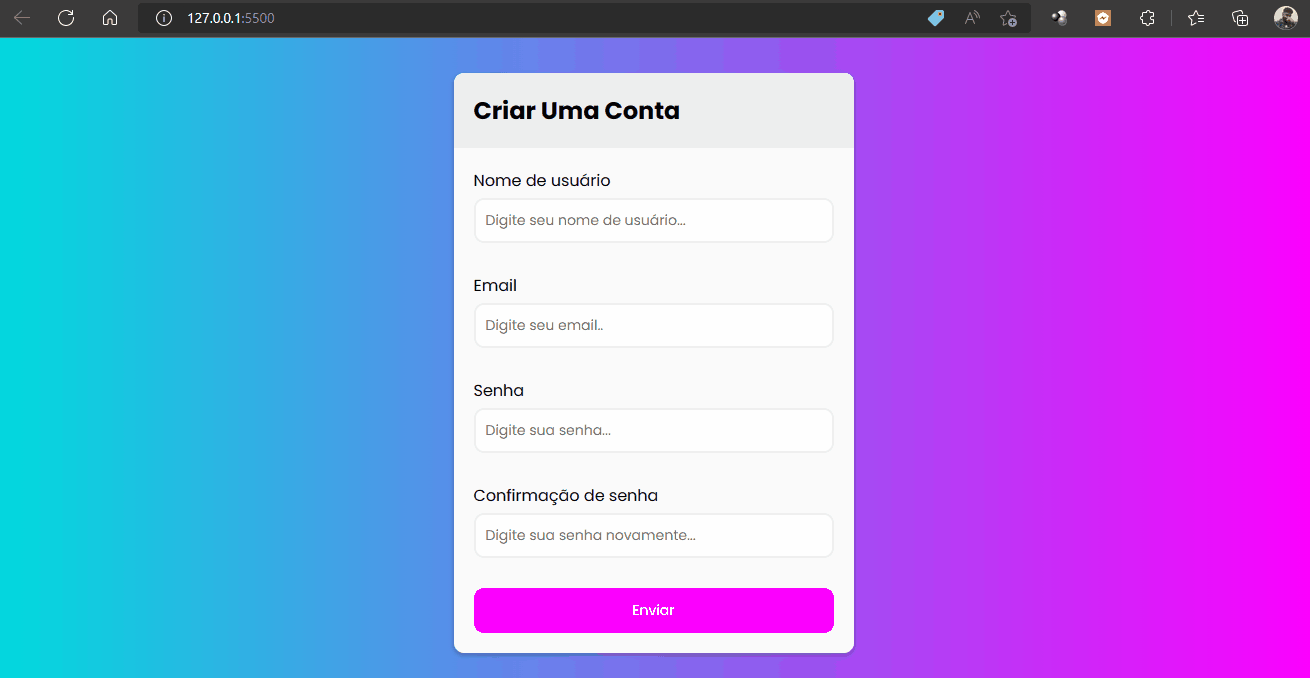 127.0.0.1:5500
Criar Uma Conta
Nome de usuário
Digite seu nome de usuário...
Email
Digite seu email..
Senha
Digite sua senha...
Confirmação de senha
Digite sua senha novamente...
Enviar